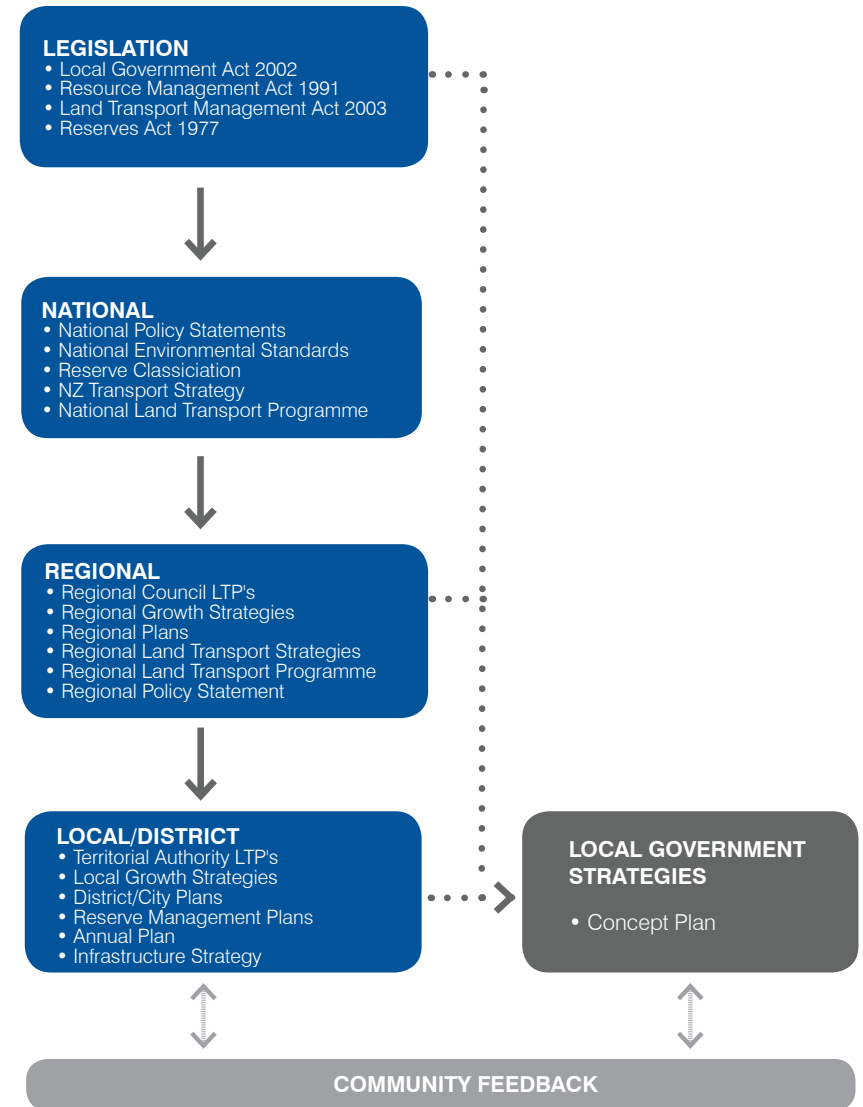 LEGISLATION
• Local Government Act 2002
• Resource Management Act 1991
• Land Transport Management Act 2003
• Reserves Act 1977
NATIONAL
• National Policy Statements
• National Environmental Standards
• Reserve Classiciation
• NZ Transport Strategy
• National Land Transport Programme
REGIONAL
• Regional Council LTP's
• Regional Growth Strategies
• Regional Plans
• Regional Land Transport Strategies
• Regional Land Transport Programme
• Regional Policy Statement
LOCAL/DISTRICT
• Territorial Authority LTP's
• Local Growth Strategies
• District/City Plans
• Reserve Management Plans
• Annual Plan
• Infrastructure Strategy
LOCAL GOVERNMENT
STRATEGIES
• Concept Plan
COMMUNITY FEEDBACK